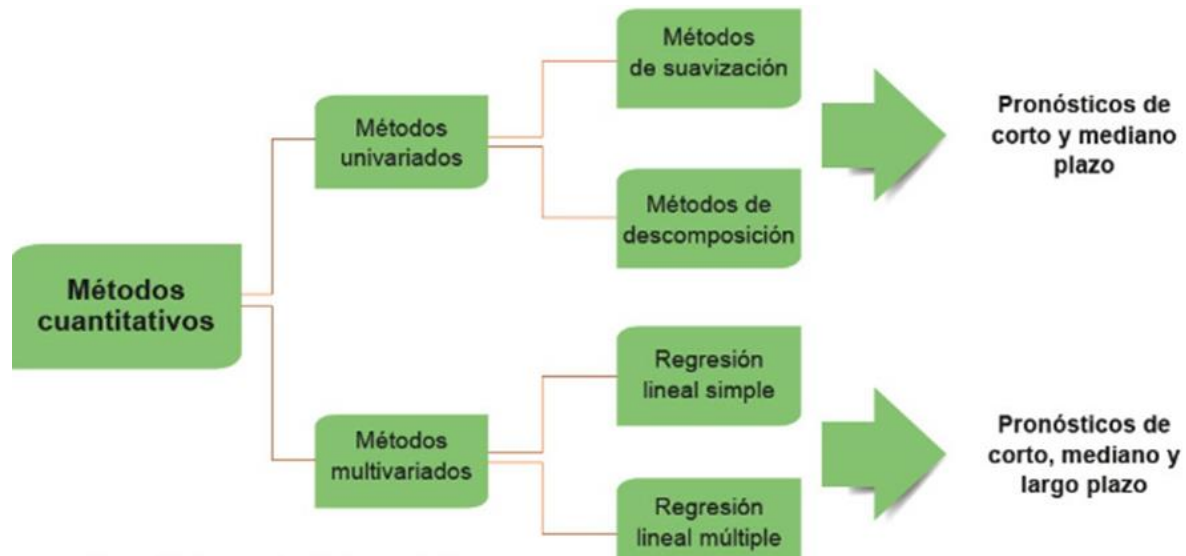 Métodos
cuantitativos
Métodos
univariados
Métodos
de suavización
Métodos de
descomposición
Pronósticos de
corto y mediano
plazo
Métodos
multivariados
Regresión
lineal simple
Regresión
lineal múltiple
Pronósticos de
corto, mediano y
largo plazo